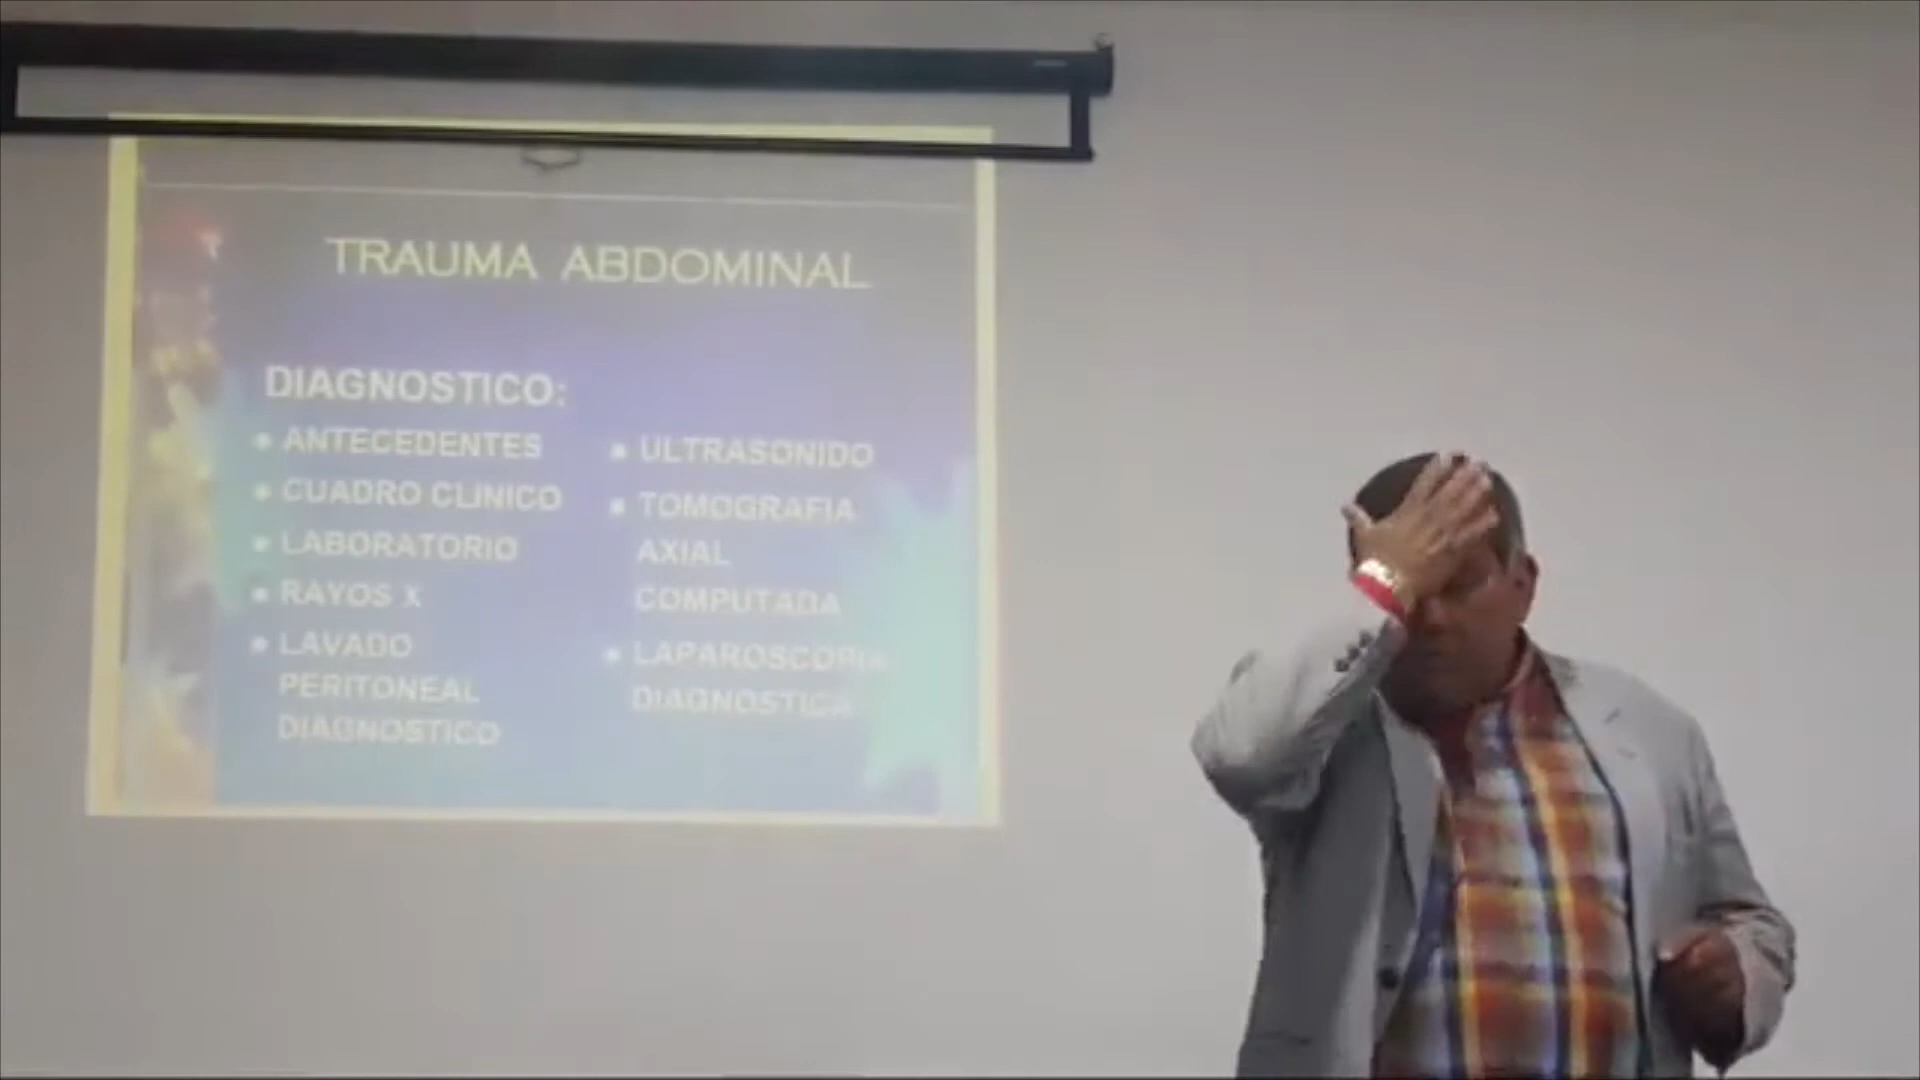 TRAUMA ABDOMINAL
DIAGNOSTICO:
• ANTECEDENTES
• CUADRO CLINICO
• LABORATORIO
• RAYOS X
• LAVADO
PERITONEAL
DIAGNOSTICO
• ULTRASONIDO
• TOMOGRAFIA
AXIAL
COMPUTADA
• LAPAROSCOPIA
DIAGNOSTICA